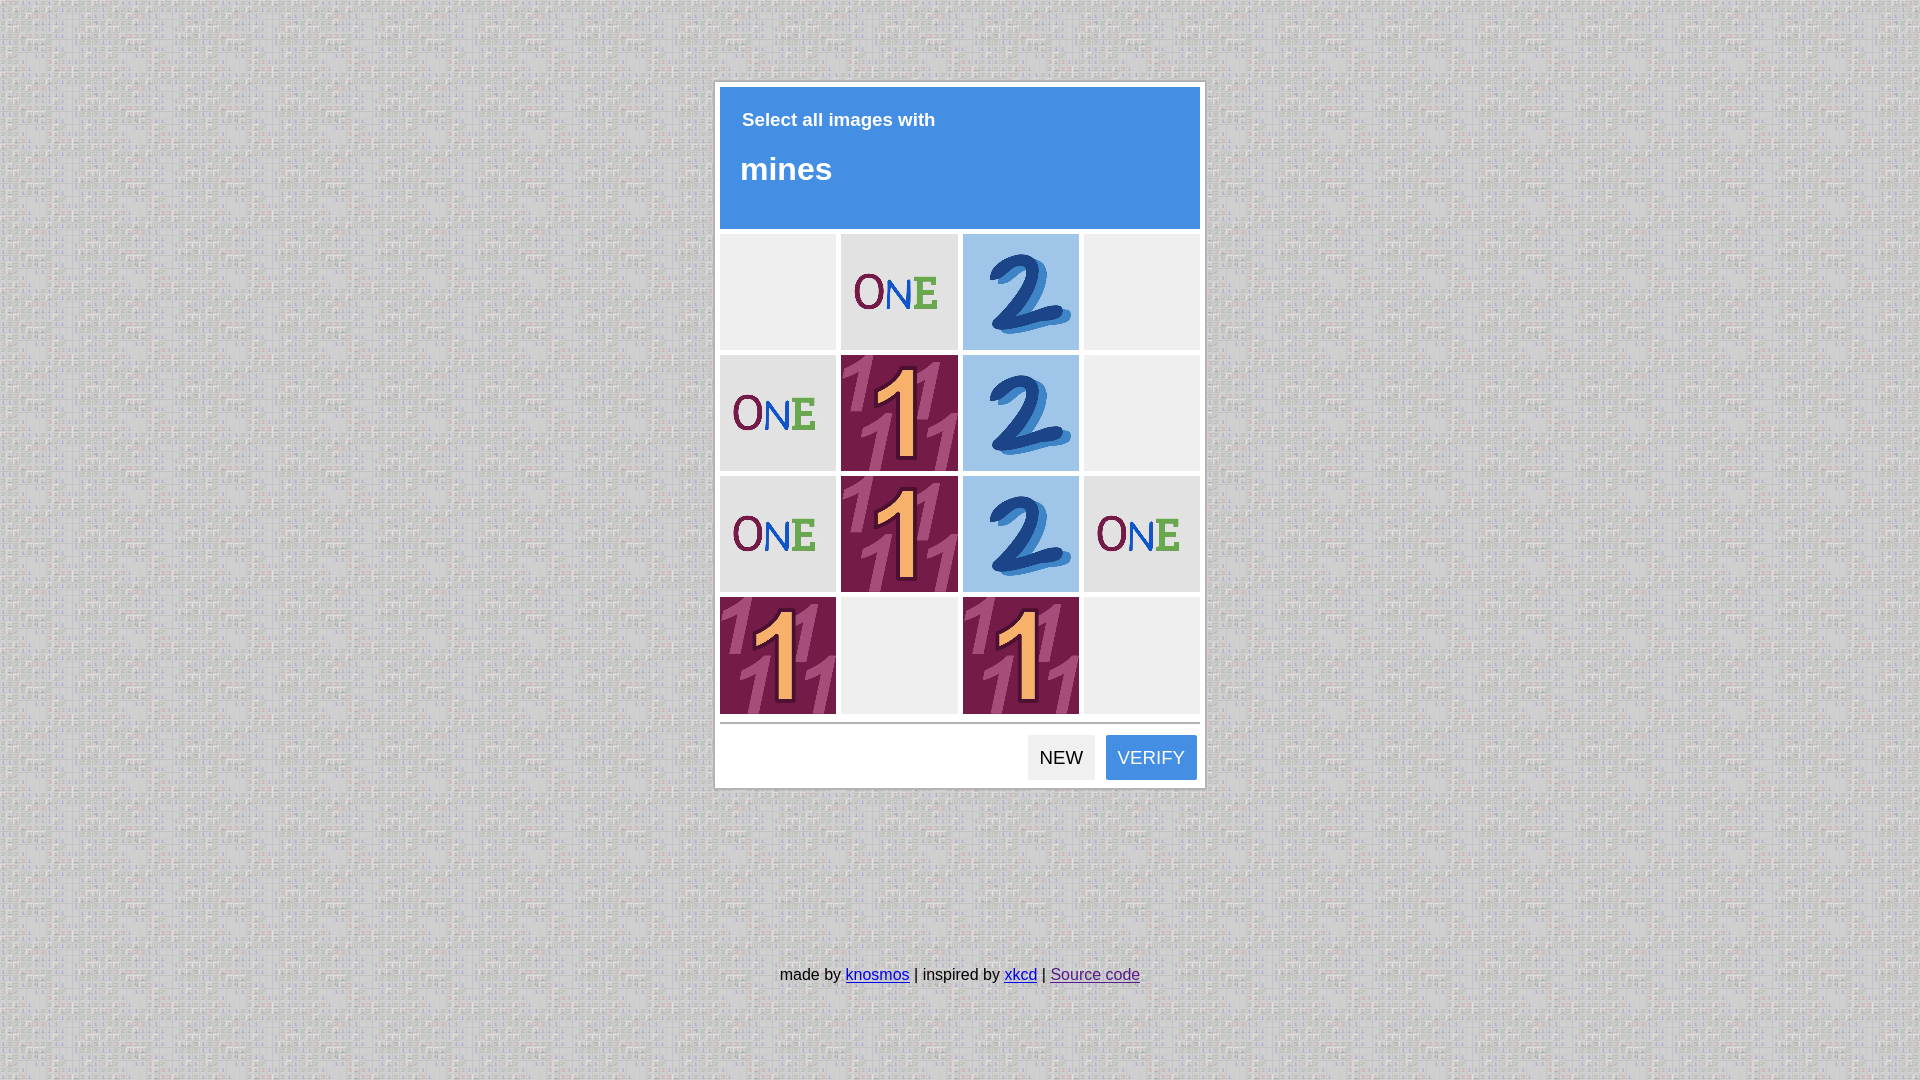 Select all images with
mines
ONE 2
ONE 1 2
ONE 1 2 ONE
1 1
NEW VERIFY
made by knosmos | inspired by xkcd | Source code